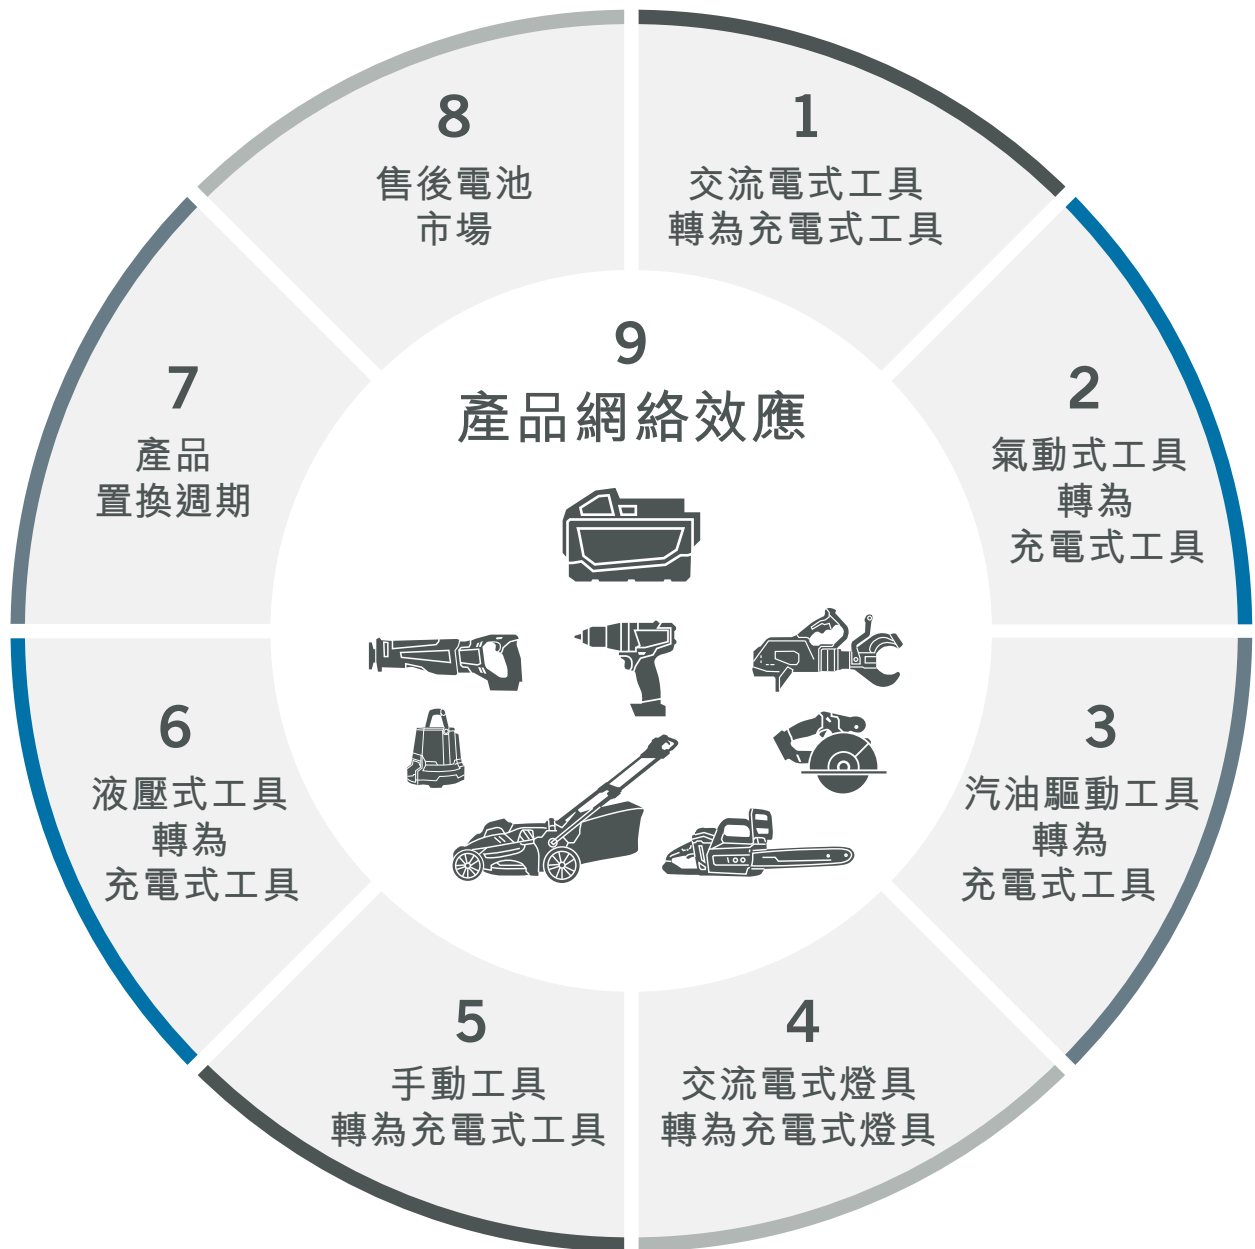 1
交流電式工具
轉為充電式工具
2
氣動式工具
轉為
充電式工具
3
汽油驅動工具
轉為
充電式工具
4
交流電式燈具
轉為充電式燈具
5
手動工具
轉為充電式工具
6
液壓式工具
轉為
充電式工具
7
產品
置換週期
8
售後電池
市場
9
產品網絡效應